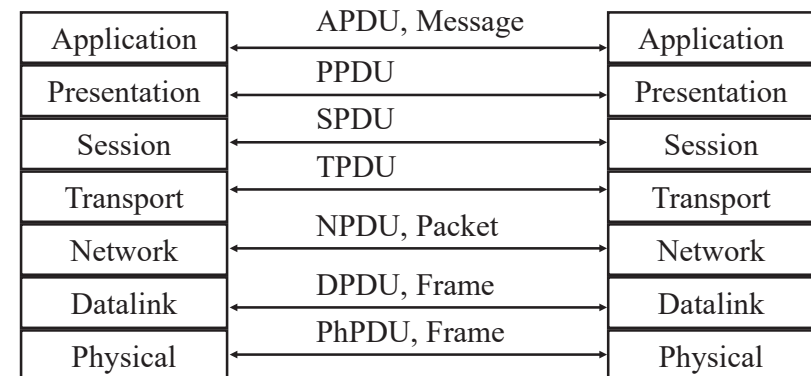 APDU, Message
Application Application
PPDU
Presentation Presentation
SPDU
Session Session
TPDU
Transport Transport
NPDU, Packet
Network Network
DPDU, Frame
Datalink Datalink
PhPDU, Frame
Physical Physical